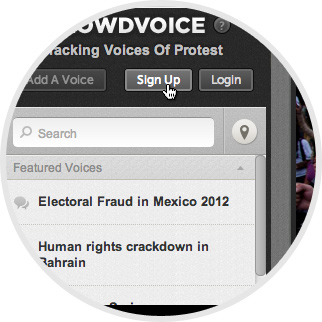 OWDVOICE ?
acking Voices Of Protest
Add A Voice Sign Up Login
Search
Featured Voices
Electoral Fraud in Mexico 2012
Human rights crackdown in
Bahrain